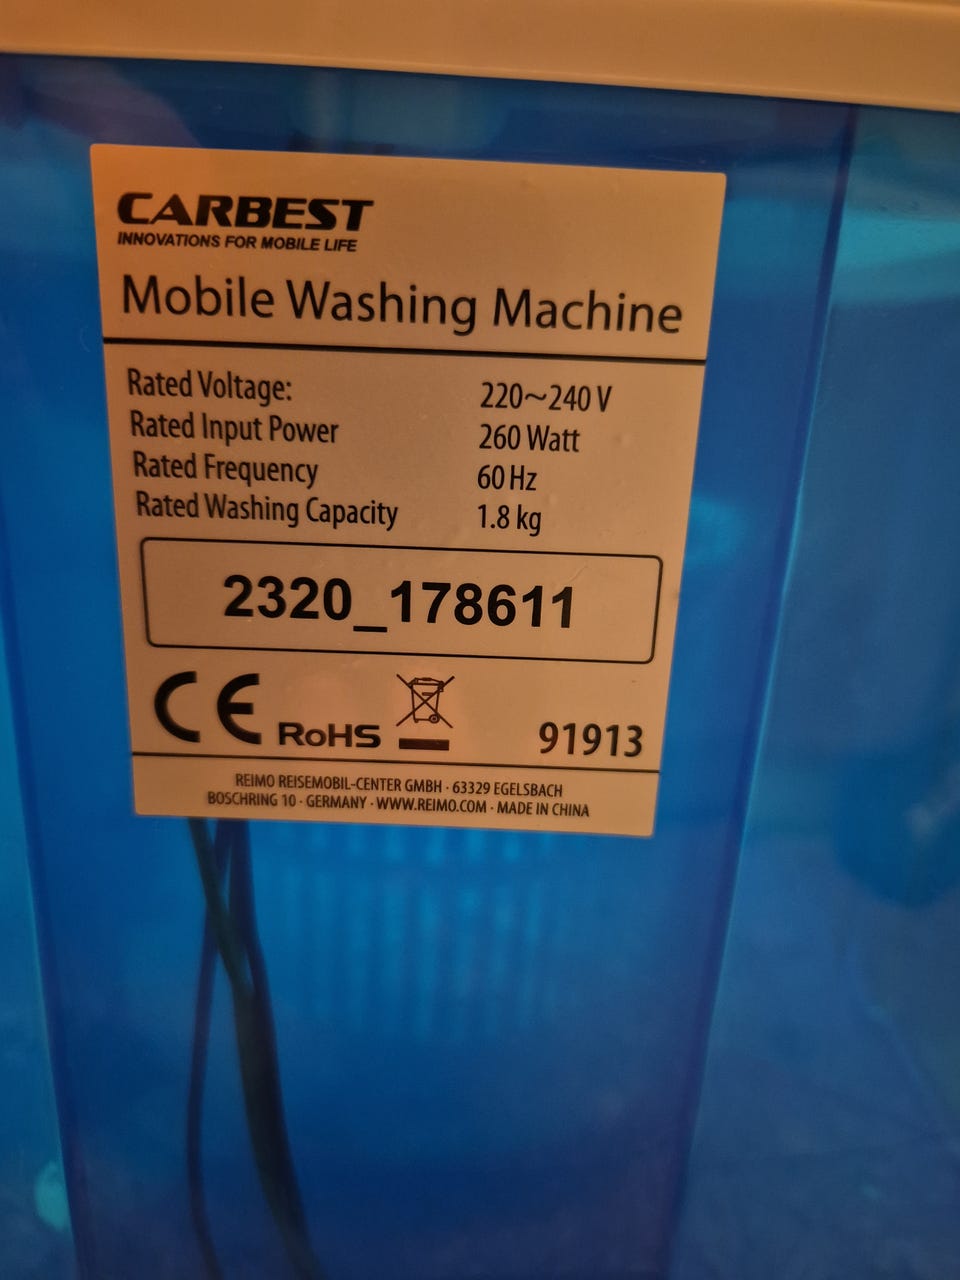 CARBEST
INNOVATIONS FOR MOBILE LIFE
Mobile Washing Machine
Rated Voltage: 220~240 V
Rated Input Power 260 Watt
Rated Frequency 60 Hz
Rated Washing Capacity 1.8 kg
2320_178611
CE RoHS 91913
REIMO REISEMOBIL-CENTER GMBH · 63329 EGELSBACH
BOSCHRING 10 · GERMANY · WWW.REIMO.COM · MADE IN CHINA